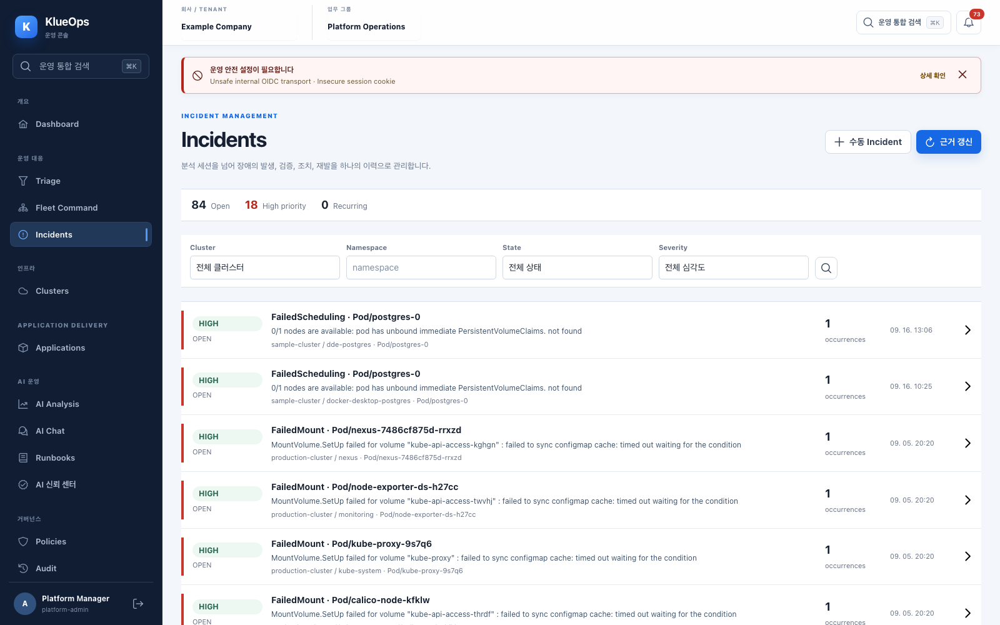 K
KlueOps
운영 콘솔
운영 통합 검색
⌘K
개요
Dashboard
운영 대응
Triage
Fleet Command
Incidents
인프라
Clusters
APPLICATION DELIVERY
Applications
AI 운영
AI Analysis
AI Chat
Runbooks
AI 신뢰 센터
거버넌스
Policies
Audit
A
Platform Manager
platform-admin
회사 / TENANT
Example Company
업무 그룹
Platform Operations
운영 통합 검색
⌘K
73
운영 안전 설정이 필요합니다
Unsafe internal OIDC transport · Insecure session cookie
상세 확인
INCIDENT MANAGEMENT
Incidents
분석 세션을 넘어 장애의 발생, 검증, 조치, 재발을 하나의 이력으로 관리합니다.
수동 Incident
근거 갱신
84 Open
18 High priority
0 Recurring
Cluster
전체 클러스터
Namespace
namespace
State
전체 상태
Severity
전체 심각도
HIGH
OPEN
FailedScheduling · Pod/postgres-0
0/1 nodes are available: pod has unbound immediate PersistentVolumeClaims. not found
sample-cluster / dde-postgres · Pod/postgres-0
1
occurrences
09. 16. 13:06
HIGH
OPEN
FailedScheduling · Pod/postgres-0
0/1 nodes are available: pod has unbound immediate PersistentVolumeClaims. not found
sample-cluster / docker-desktop-postgres · Pod/postgres-0
1
occurrences
09. 16. 10:25
HIGH
OPEN
FailedMount · Pod/nexus-7486cf875d-rrxzd
MountVolume.SetUp failed for volume "kube-api-access-kghgn" : failed to sync configmap cache: timed out waiting for the condition
production-cluster / nexus · Pod/nexus-7486cf875d-rrxzd
1
occurrences
09. 05. 20:20
HIGH
OPEN
FailedMount · Pod/node-exporter-ds-h27cc
MountVolume.SetUp failed for volume "kube-api-access-twvhj" : failed to sync configmap cache: timed out waiting for the condition
production-cluster / monitoring · Pod/node-exporter-ds-h27cc
1
occurrences
09. 05. 20:20
HIGH
OPEN
FailedMount · Pod/kube-proxy-9s7q6
MountVolume.SetUp failed for volume "kube-proxy" : failed to sync configmap cache: timed out waiting for the condition
production-cluster / kube-system · Pod/kube-proxy-9s7q6
1
occurrences
09. 05. 20:20
HIGH
OPEN
FailedMount · Pod/calico-node-kfklw
MountVolume.SetUp failed for volume "kube-api-access-thrdf" : failed to sync configmap cache: timed out waiting for the condition
1
occurrences
09. 05. 20:20